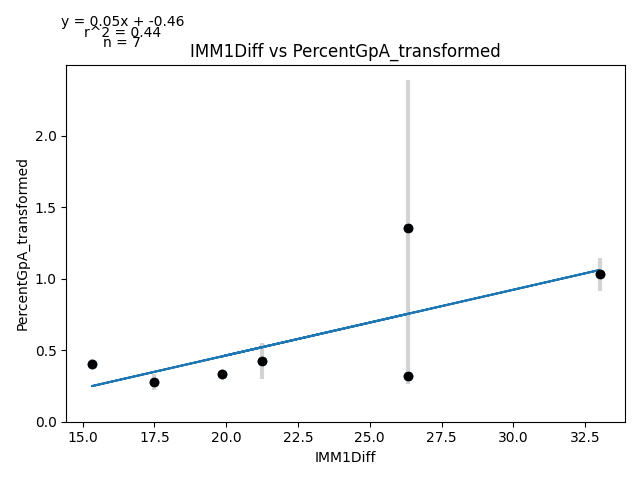 y = 0.05x + -0.46
r^2 = 0.44
n = 7
IMM1Diff vs PercentGpA_transformed
PercentGpA_transformed
2.0
1.5
1.0
0.5
0.0
15.0 17.5 20.0 22.5 25.0 27.5 30.0 32.5
IMM1Diff